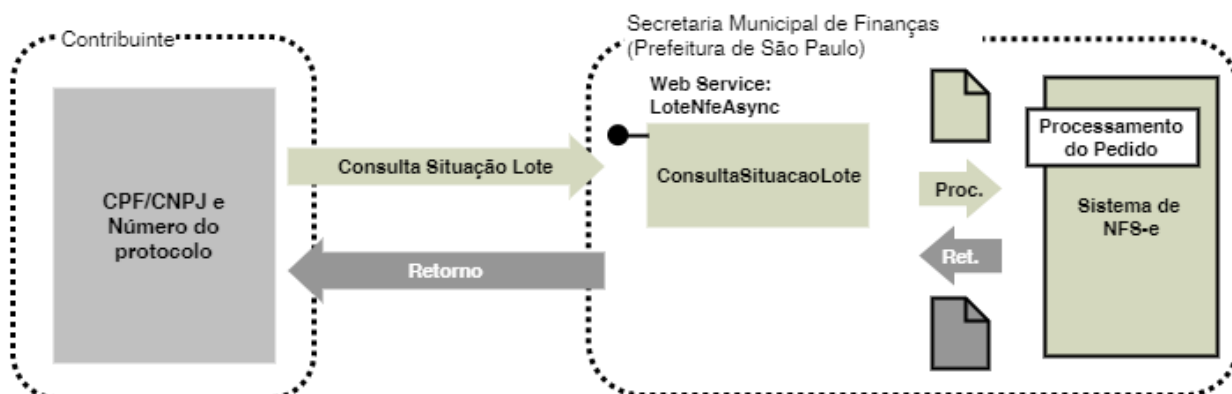 Contribuinte
Secretaria Municipal de Finanças
(Prefeitura de São Paulo)
Web Service:
LoteNfeAsync
CPF/CNPJ e
Número do
protocolo
Consulta Situação Lote
Retorno
ConsultaSituacaoLote
Proc.
Ret.
Processamento
do Pedido
Sistema de
NFS-e